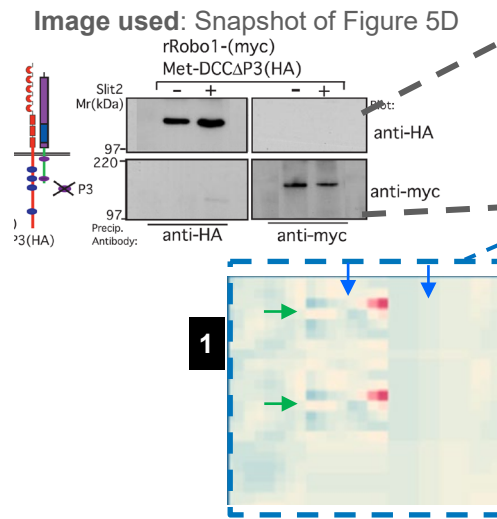 Image used: Snapshot of Figure 5D
rRobo1-(myc)
Met-DCCΔP3(HA)
Slit2 - +   - +
Mr(kDa)
anti-HA
97
220
anti-myc
P3
97
P3(HA)
Precip.
Antibody: anti-HA anti-myc
1